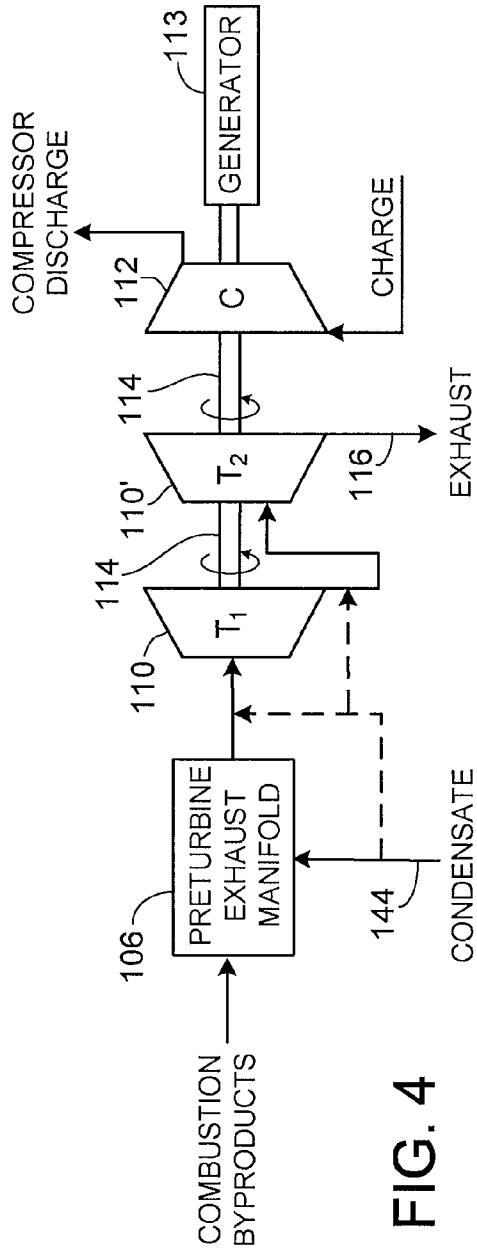 COMBUSTION
BYPRODUCTS
106
PRETURBINE
EXHAUST
MANIFOLD
144
CONDENSATE
110
T1
114
110'
T2
114
116
EXHAUST
112
C
COMPRESSOR
DISCHARGE
CHARGE
113
GENERATOR
FIG. 4